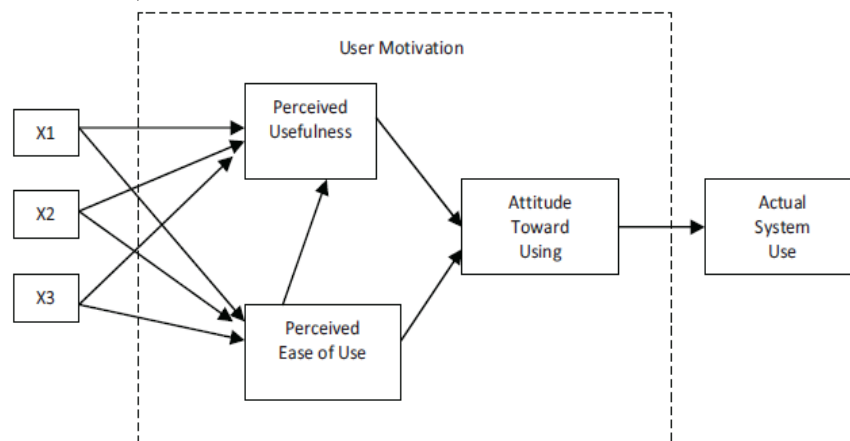 User Motivation
X1
X2
X3
Perceived
Usefulness
Perceived
Ease of Use
Attitude
Toward
Using
Actual
System
Use